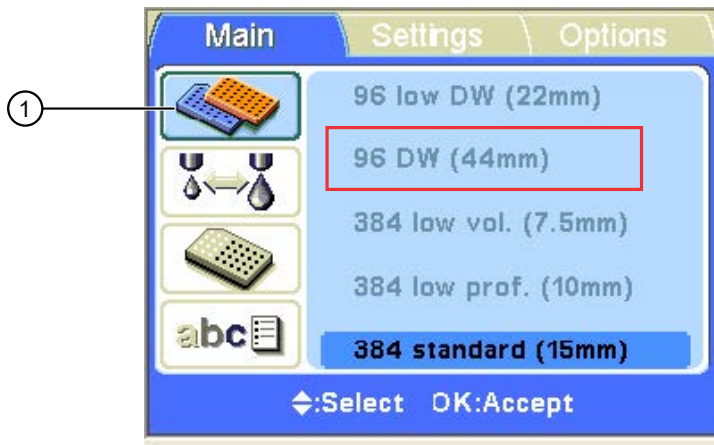 Main Settings Options
1
96 low DW (22mm)
96 DW (44mm)
384 low vol. (7.5mm)
384 low prof. (10mm)
abc
384 standard (15mm)
:Select OK:Accept